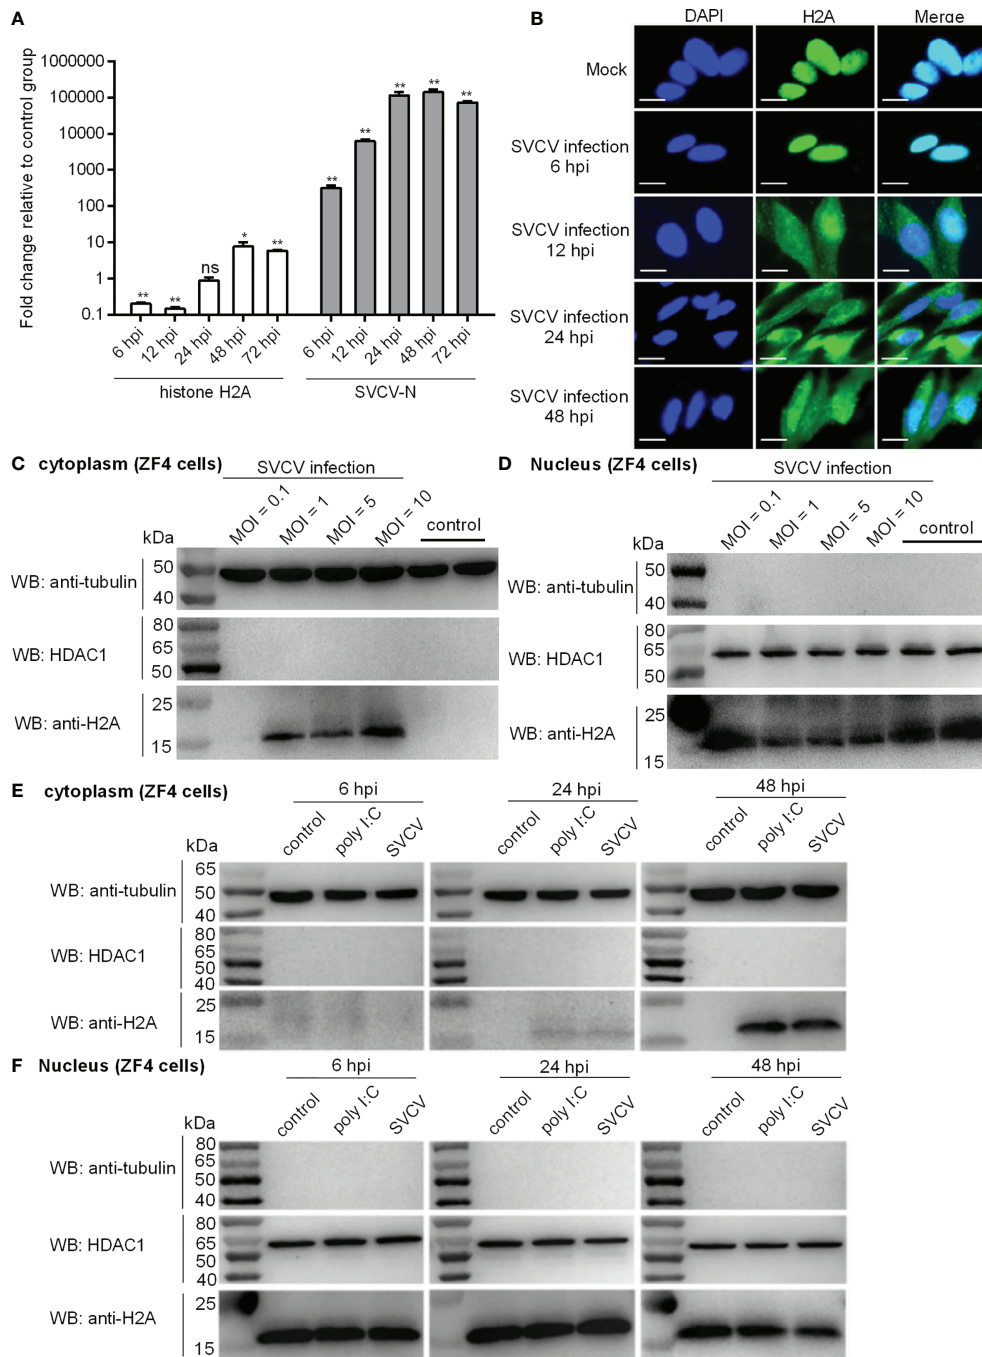 A
Fold change relative to control group
1000000
100000
10000
1000
100
10
1
0.1
** ** ns * ** ** ** ** ** **
6 hpi 12 hpi 24 hpi 48 hpi 72 hpi 6 hpi 12 hpi 24 hpi 48 hpi 72 hpi
histone H2A SVCV-N
B
DAPI H2A Merge
Mock
SVCV infection
6 hpi
SVCV infection
12 hpi
SVCV infection
24 hpi
SVCV infection
48 hpi
C cytoplasm (ZF4 cells)
SVCV infection
MOI = 0.1 MOI = 1 MOI = 5 MOI = 10 control
kDa
WB: anti-tubulin
50
40
WB: HDAC1
80
65
50
WB: anti-H2A
25
15
D Nucleus (ZF4 cells)
SVCV infection
MOI = 0.1 MOI = 1 MOI = 5 MOI = 10 control
kDa
WB: anti-tubulin
50
40
WB: HDAC1
80
65
50
WB: anti-H2A
25
15
E cytoplasm (ZF4 cells)
6 hpi 24 hpi 48 hpi
control poly I:C SVCV control poly I:C SVCV control poly I:C SVCV
kDa
WB: anti-tubulin
65
50
40
WB: HDAC1
80
65
50
40
WB: anti-H2A
25
15
F Nucleus (ZF4 cells)
6 hpi 24 hpi 48 hpi
control poly I:C SVCV control poly I:C SVCV control poly I:C SVCV
kDa
WB: anti-tubulin
80
65
50
40
WB: HDAC1
80
65
50
40
WB: anti-H2A
25
15